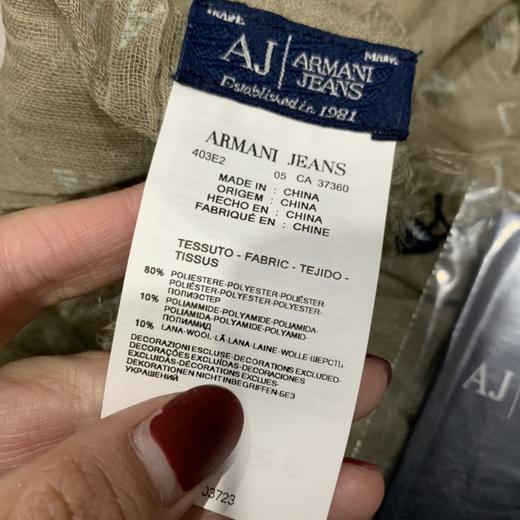 TRADE MARK
AJ ARMANI
JEANS
Established in 1981
ARMANI JEANS
403E2 05 CA 37360
MADE IN : CHINA
ORIGEM : CHINA
HECHO EN : CHINA
FABRIQUÉ EN : CHINE
TESSUTO - FABRIC - TEJIDO -
TISSUS
80% POLIESTERE-POLYESTER-POLIÉSTER-
POLIÉSTER-POLYESTER-POLYESTER-
ПОЛИЭСТЕР
10% POLIAMMIDE-POLYAMIDE-POLIAMIDA-
POLIAMIDA-POLYAMIDE-POLYAMID-
ПОЛИАМИД
10% LANA-WOOL-LÃ-LANA-LAINE-WOLLE-ШЕРСТЬ
DECORAZIONI ESCLUSE-DECORATIONS EXCLUDED-
DECORAÇÕES EXCLUÍDAS-DECORACIONES
EXCLUIDAS-DECORATIONS EXCLUES-
DEKORATIONEN NICHT INBEGRIFFEN-БЕЗ
УКРАШЕНИЙ
03723
AJ